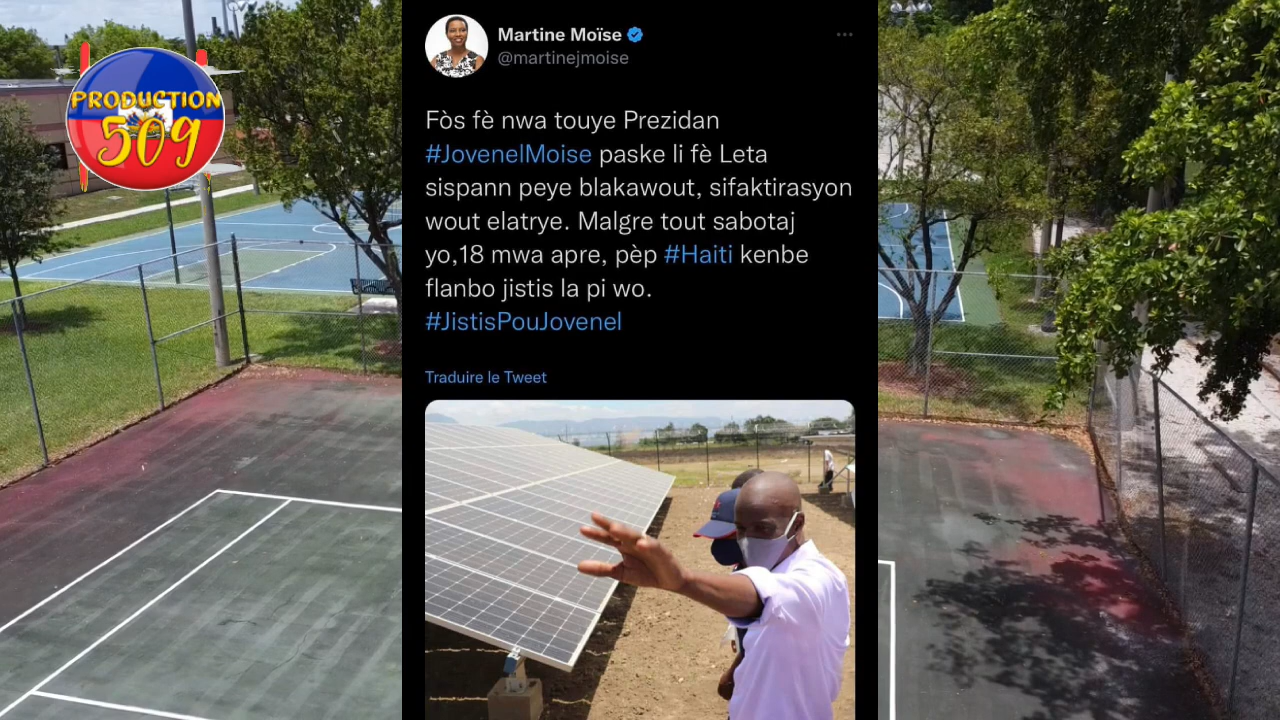 PRODUCTION
509
Martine Moïse
@martinejmoise
Fòs fè nwa touye Prezidan
#JovenelMoise paske li fè Leta
sispann peye blakawout, sifaktirasyon
wout elatrye. Malgre tout sabotaj
yo,18 mwa apre, pèp #Haiti kenbe
flanbo jistis la pi wo.
#JistisPouJovenel
Traduire le Tweet